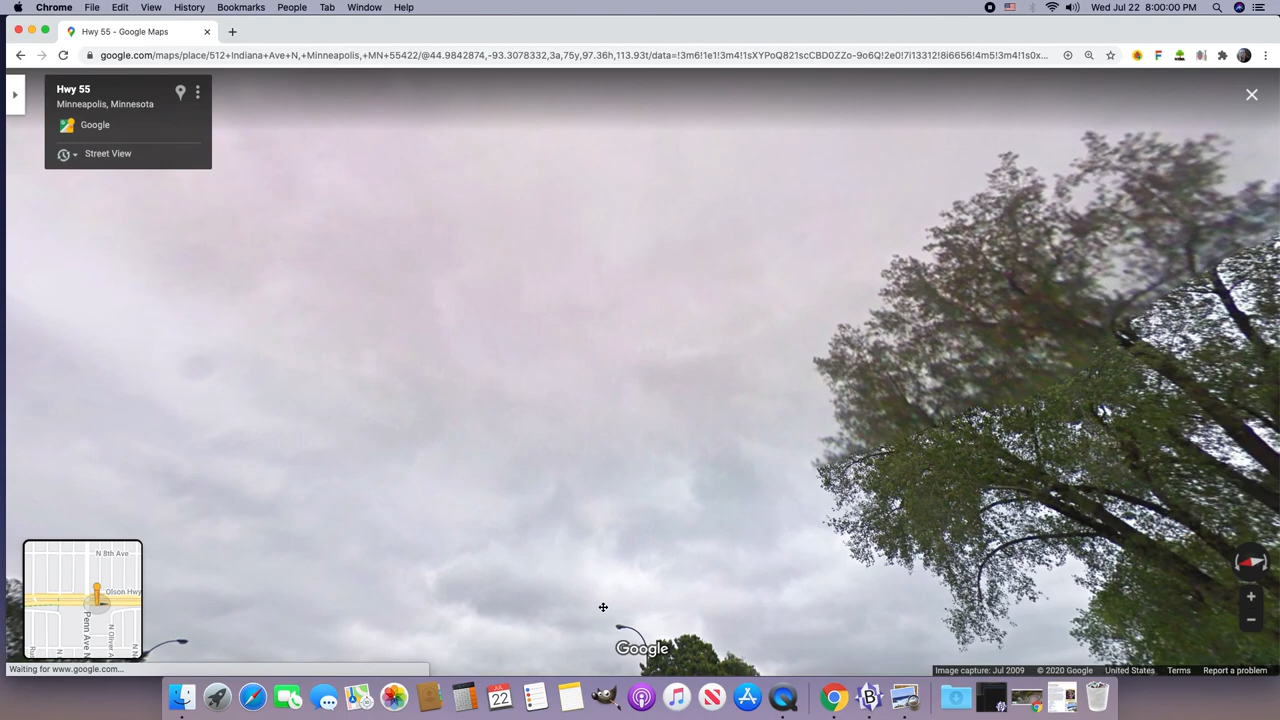 Chrome File Edit View History Bookmarks People Tab Window Help Wed Jul 22 8:00:00 PM
Hwy 55 - Google Maps
google.com/maps/place/512+Indiana+Ave+N,+Minneapolis,+MN+55422/@44.9842874,-93.3078332,3a,75y,97.36h,113.93t/data=!3m6!1e1!3m4!1sXYPoQ821scCBD0ZZo-9o6Q!2e0!7i13312!8i6656!4m5!3m4!1s0x...
Hwy 55
Minneapolis, Minnesota
Google
Street View
N 8th Ave
Olson Hwy
Penn Ave N
N Oliver A
Google
Waiting for www.google.com...
Image capture: Jul 2009 © 2020 Google United States Terms Report a problem
JUL
22